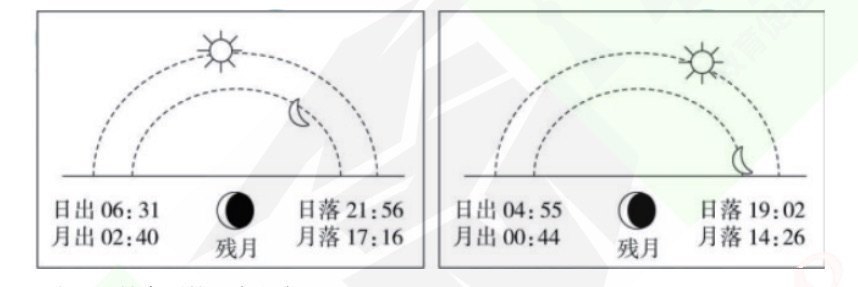 日出 06:31
月出 02:40
残月
日落 21:56
月落 17:16
日出 04:55
月出 00:44
残月
日落 19:02
月落 14:26